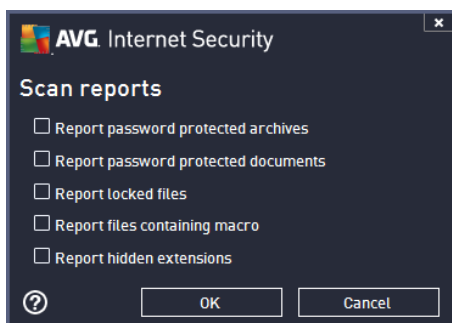 AVG. Internet Security
Scan reports
Report password protected archives
Report password protected documents
Report locked files
Report files containing macro
Report hidden extensions
OK Cancel